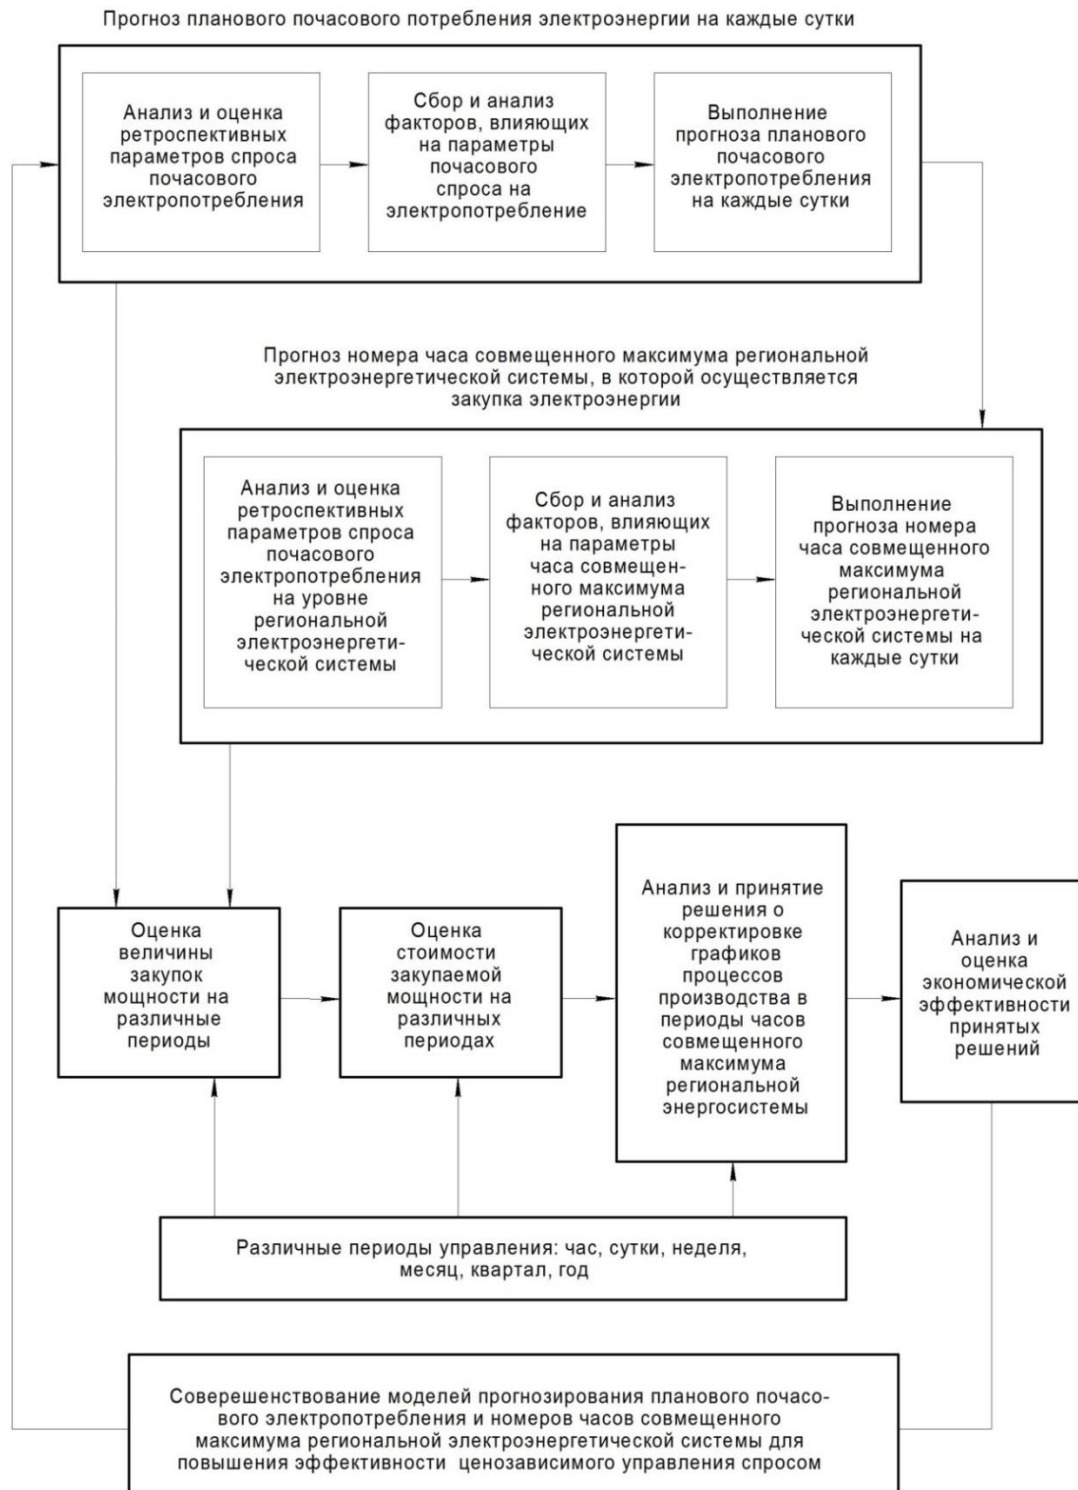 Прогноз планового почасового потребления электроэнергии на каждые сутки
Анализ и оценка
ретроспективных
параметров спроса
почасового
электропотребления
Сбор и анализ
факторов, влияющих
на параметры
почасового
спроса на
электропотребление
Выполнение
прогноза планового
почасового
электропотребления
на каждые сутки
Прогноз номера часа совмещенного максимума региональной
электроэнергетической системы, в которой осуществляется
закупка электроэнергии
Анализ и оценка
ретроспективных
параметров спроса
почасового
электропотребления
на уровне
региональной
электроэнергети-
ческой системы
Сбор и анализ
факторов, влияющих
на параметры
часа совмещен-
ного максимума
региональной
электроэнергети-
ческой системы
Выполнение
прогноза номера
часа совмещенного
максимума
региональной
электроэнергети-
ческой системы на
каждые сутки
Оценка
величины
закупок
мощности на
различные
периоды
Оценка
стоимости
закупаемой
мощности на
различных
периодах
Анализ и принятие
решения о
корректировке
графиков
процессов
производства в
периоды часов
совмещенного
максимума
региональной
энергосистемы
Анализ и
оценка
экономической
эффективности
принятых
решений
Различные периоды управления: час, сутки, неделя,
месяц, квартал, год
Соверешенствование моделей прогнозирования планового почасо-
вого электропотребления и номеров часов совмещенного
максимума региональной электроэнергетической системы для
повышения эффективности ценозависимого управления спросом